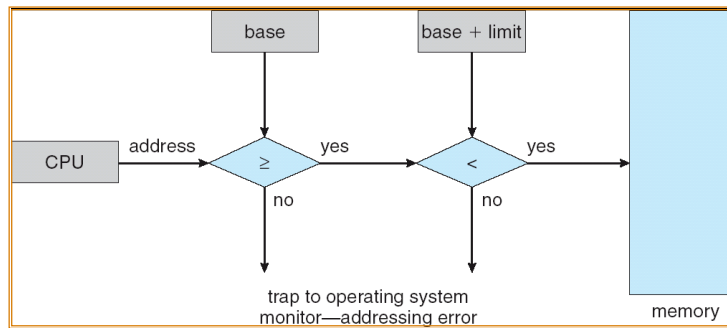 base
base + limit
CPU
address
≥
yes
<
yes
no
no
trap to operating system
monitor—addressing error
memory